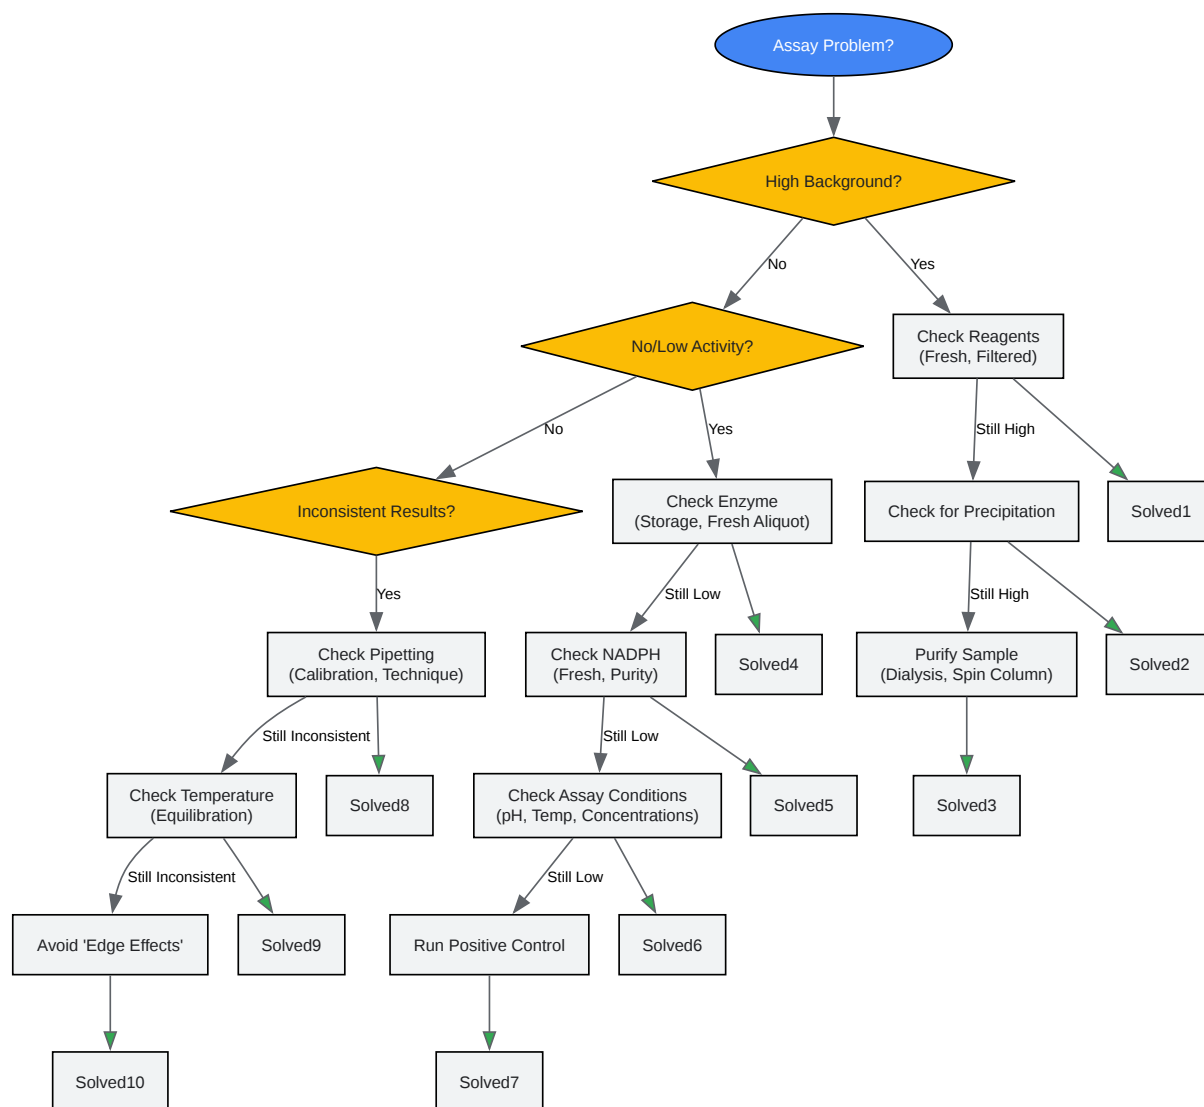 Assay Problem?
High Background?
No
Yes
No/Low Activity?
Check Reagents
(Fresh, Filtered)
No
Yes
Still High
Inconsistent Results?
Check Enzyme
(Storage, Fresh Aliquot)
Check for Precipitation
Solved1
Yes
Still Low
Still High
Check Pipetting
(Calibration, Technique)
Check NADPH
(Fresh, Purity)
Solved4
Purify Sample
(Dialysis, Spin Column)
Solved2
Still Inconsistent
Still Low
Check Temperature
(Equilibration)
Solved8
Check Assay Conditions
(pH, Temp, Concentrations)
Solved5
Solved3
Still Inconsistent
Still Low
Avoid 'Edge Effects'
Solved9
Run Positive Control
Solved6
Solved10
Solved7